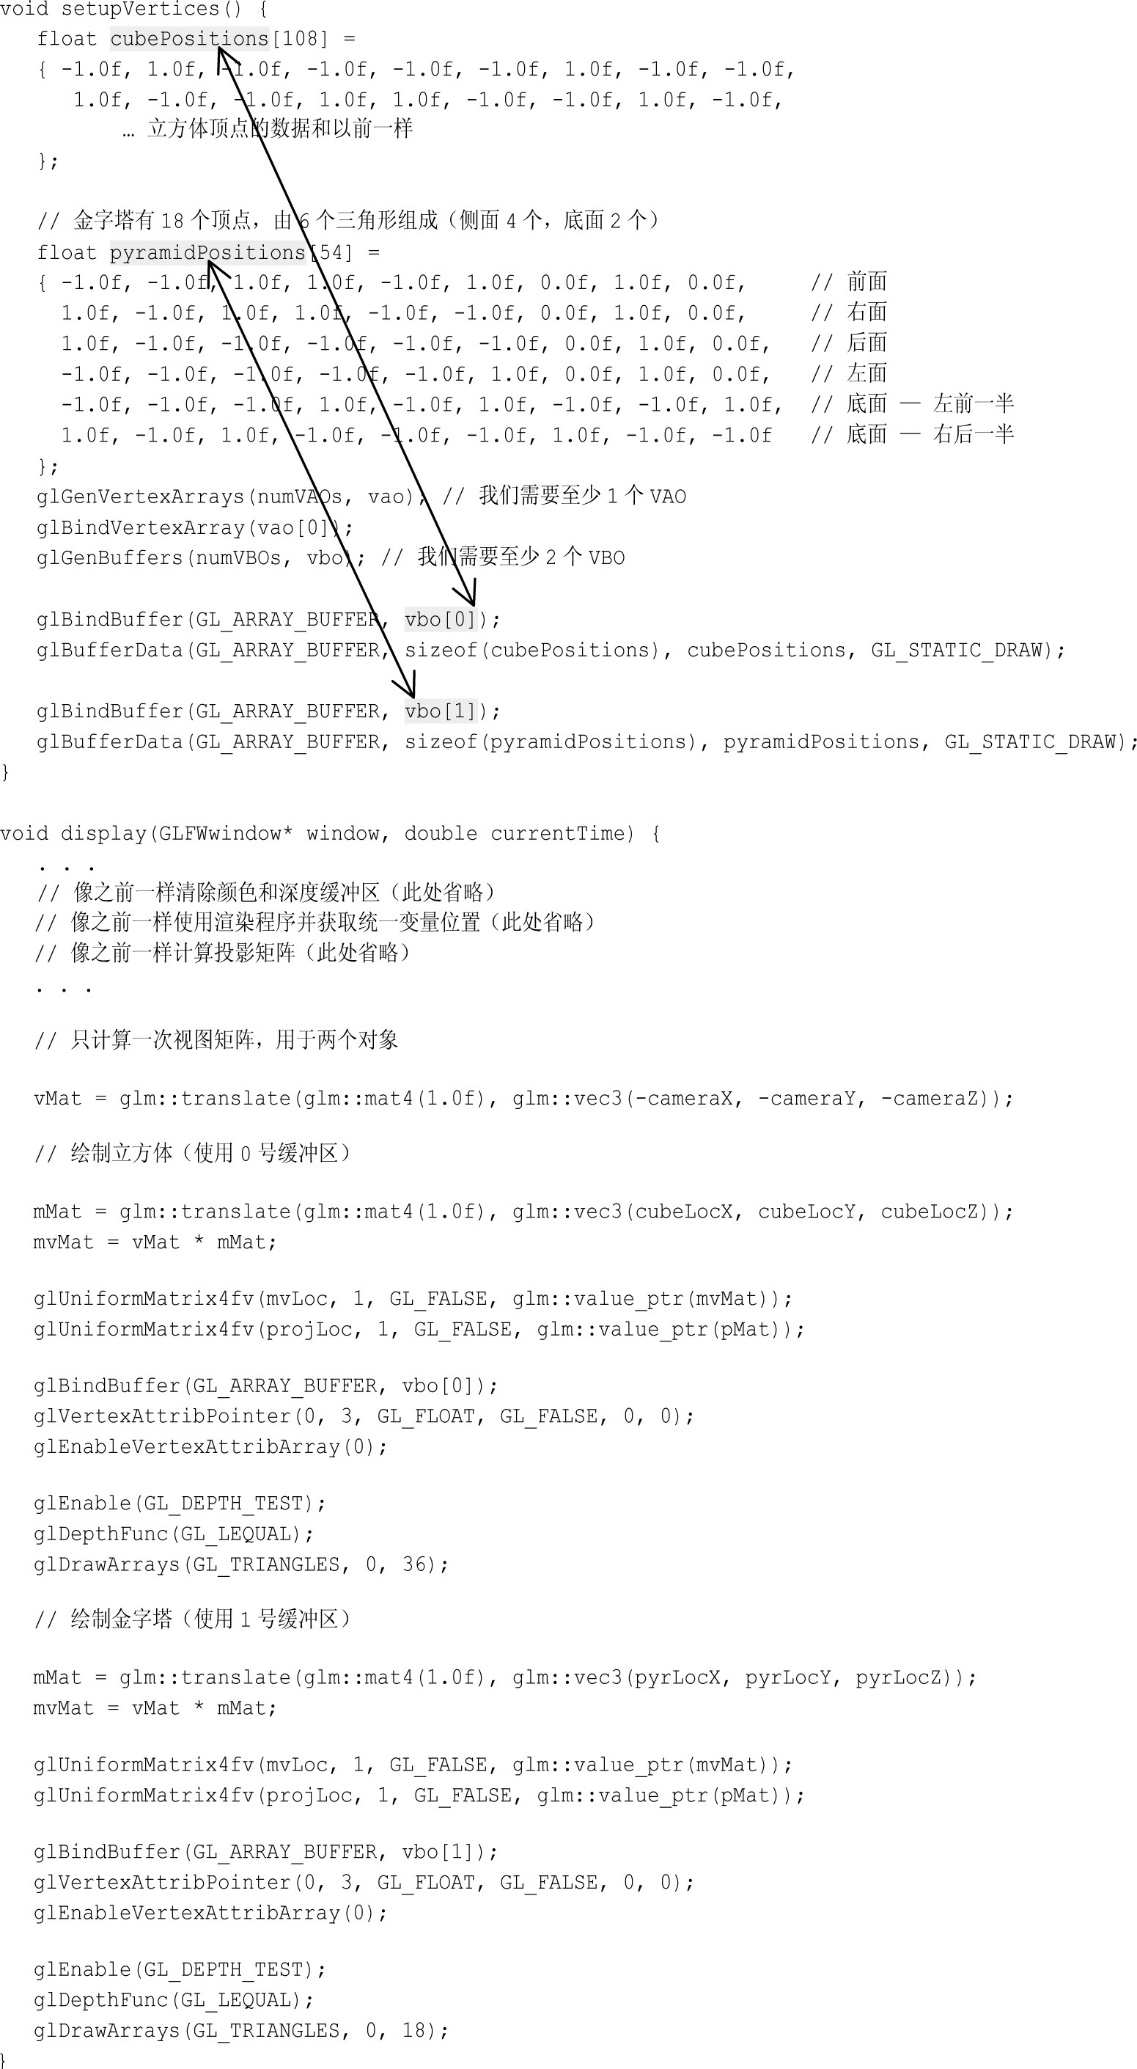 void setupVertices() {
float cubePositions[108] =
{ -1.0f, 1.0f, -1.0f, -1.0f, -1.0f, -1.0f, 1.0f, -1.0f, -1.0f,
1.0f, -1.0f, -1.0f, 1.0f, 1.0f, -1.0f, -1.0f, 1.0f, -1.0f,
… 立方体顶点的数据和以前一样
};
// 金字塔有18个顶点，由6个三角形组成（侧面4个，底面2个）
float pyramidPositions[54] =
{ -1.0f, -1.0f, 1.0f, 1.0f, -1.0f, 1.0f, 0.0f, 1.0f, 0.0f, // 前面
1.0f, -1.0f, 1.0f, 1.0f, -1.0f, -1.0f, 0.0f, 1.0f, 0.0f, // 右面
1.0f, -1.0f, -1.0f, -1.0f, -1.0f, -1.0f, 0.0f, 1.0f, 0.0f, // 后面
-1.0f, -1.0f, -1.0f, -1.0f, -1.0f, 1.0f, 0.0f, 1.0f, 0.0f, // 左面
-1.0f, -1.0f, -1.0f, 1.0f, -1.0f, 1.0f, -1.0f, -1.0f, 1.0f, // 底面 — 左前一半
1.0f, -1.0f, 1.0f, -1.0f, -1.0f, -1.0f, 1.0f, -1.0f, -1.0f // 底面 — 右后一半
};
glGenVertexArrays(numVAOs, vao); // 我们需要至少1个VAO
glBindVertexArray(vao[0]);
glGenBuffers(numVBOs, vbo); // 我们需要至少2个VBO
glBindBuffer(GL_ARRAY_BUFFER, vbo[0]);
glBufferData(GL_ARRAY_BUFFER, sizeof(cubePositions), cubePositions, GL_STATIC_DRAW);
glBindBuffer(GL_ARRAY_BUFFER, vbo[1]);
glBufferData(GL_ARRAY_BUFFER, sizeof(pyramidPositions), pyramidPositions, GL_STATIC_DRAW);
}
void display(GLFWwindow* window, double currentTime) {
. . .
// 像之前一样清除颜色和深度缓冲区（此处省略）
// 像之前一样使用渲染程序并获取统一变量位置（此处省略）
// 像之前一样计算投影矩阵（此处省略）
. . .
// 只计算一次视图矩阵，用于两个对象
vMat = glm::translate(glm::mat4(1.0f), glm::vec3(-cameraX, -cameraY, -cameraZ));
// 绘制立方体（使用0号缓冲区）
mMat = glm::translate(glm::mat4(1.0f), glm::vec3(cubeLocX, cubeLocY, cubeLocZ));
mvMat = vMat * mMat;
glUniformMatrix4fv(mvLoc, 1, GL_FALSE, glm::value_ptr(mvMat));
glUniformMatrix4fv(projLoc, 1, GL_FALSE, glm::value_ptr(pMat));
glBindBuffer(GL_ARRAY_BUFFER, vbo[0]);
glVertexAttribPointer(0, 3, GL_FLOAT, GL_FALSE, 0, 0);
glEnableVertexAttribArray(0);
glEnable(GL_DEPTH_TEST);
glDepthFunc(GL_LEQUAL);
glDrawArrays(GL_TRIANGLES, 0, 36);
// 绘制金字塔（使用1号缓冲区）
mMat = glm::translate(glm::mat4(1.0f), glm::vec3(pyrLocX, pyrLocY, pyrLocZ));
mvMat = vMat * mMat;
glUniformMatrix4fv(mvLoc, 1, GL_FALSE, glm::value_ptr(mvMat));
glUniformMatrix4fv(projLoc, 1, GL_FALSE, glm::value_ptr(pMat));
glBindBuffer(GL_ARRAY_BUFFER, vbo[1]);
glVertexAttribPointer(0, 3, GL_FLOAT, GL_FALSE, 0, 0);
glEnableVertexAttribArray(0);
glEnable(GL_DEPTH_TEST);
glDepthFunc(GL_LEQUAL);
glDrawArrays(GL_TRIANGLES, 0, 18);
}